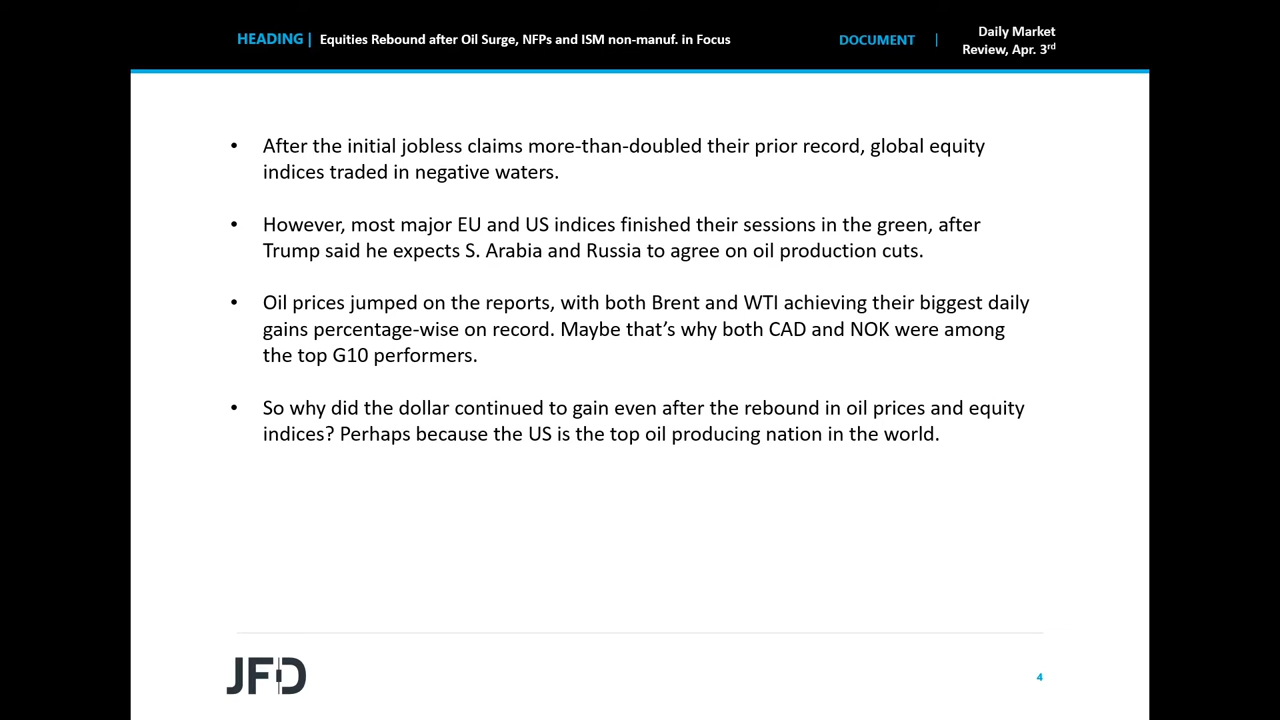 HEADING | Equities Rebound after Oil Surge, NFPs and ISM non-manuf. in Focus
DOCUMENT |
Daily Market
Review, Apr. 3rd
• After the initial jobless claims more-than-doubled their prior record, global equity
indices traded in negative waters.
• However, most major EU and US indices finished their sessions in the green, after
Trump said he expects S. Arabia and Russia to agree on oil production cuts.
• Oil prices jumped on the reports, with both Brent and WTI achieving their biggest daily
gains percentage-wise on record. Maybe that’s why both CAD and NOK were among
the top G10 performers.
• So why did the dollar continued to gain even after the rebound in oil prices and equity
indices? Perhaps because the US is the top oil producing nation in the world.
JFD
4